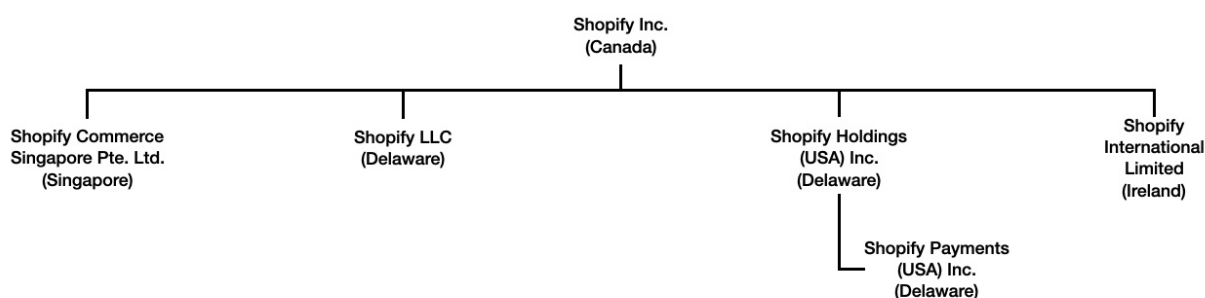 Shopify Inc.
(Canada)
Shopify Commerce
Singapore Pte. Ltd.
(Singapore)
Shopify LLC
(Delaware)
Shopify Holdings
(USA) Inc.
(Delaware)
Shopify
International
Limited
(Ireland)
Shopify Payments
(USA) Inc.
(Delaware)